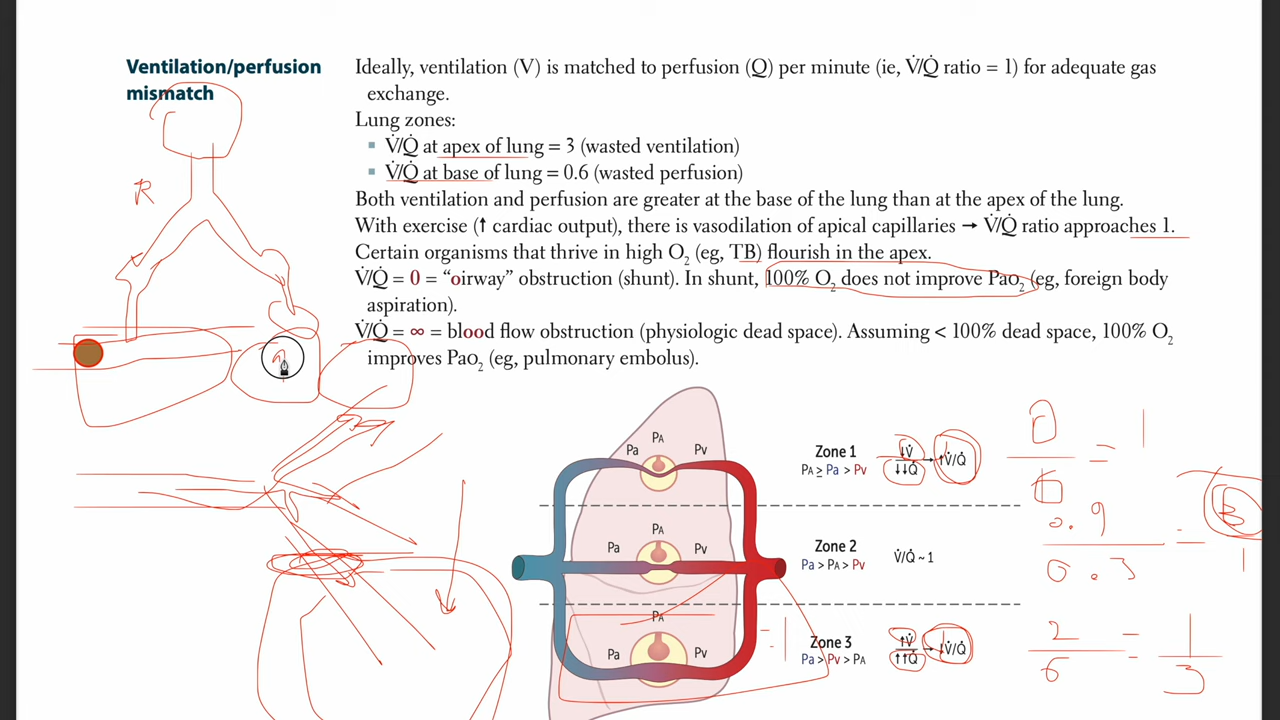 Ventilation/perfusion
mismatch
Ideally, ventilation (V) is matched to perfusion (Q̇) per minute (ie, V̇/Q̇ ratio = 1) for adequate gas
exchange.
Lung zones:
▪ V̇/Q̇ at apex of lung = 3 (wasted ventilation)
▪ V̇/Q̇ at base of lung = 0.6 (wasted perfusion)
Both ventilation and perfusion are greater at the base of the lung than at the apex of the lung.
With exercise (↑ cardiac output), there is vasodilation of apical capillaries → V̇/Q̇ ratio approaches 1.
Certain organisms that thrive in high O₂ (eg, TB) flourish in the apex.
V̇/Q̇ = 0 = “oirway” obstruction (shunt). In shunt, 100% O₂ does not improve Pao₂ (eg, foreign body
aspiration).
V̇/Q̇ = ∞ = blood flow obstruction (physiologic dead space). Assuming < 100% dead space, 100% O₂
improves Pao₂ (eg, pulmonary embolus).
R
PA
Pa Pv
Zone 1
PA ≥ Pa > Pv
↓V̇
↓↓Q̇
→ ↑V̇/Q̇
= 1
PA
Pa Pv
Zone 2
Pa > PA > Pv
V̇/Q̇ ~ 1
0.9
0.3
= 3
1
PA
Pa Pv
Zone 3
Pa > Pv > PA
↑V̇
↑↑Q̇
→ ↓V̇/Q̇
= 1
2
6
= 1
3